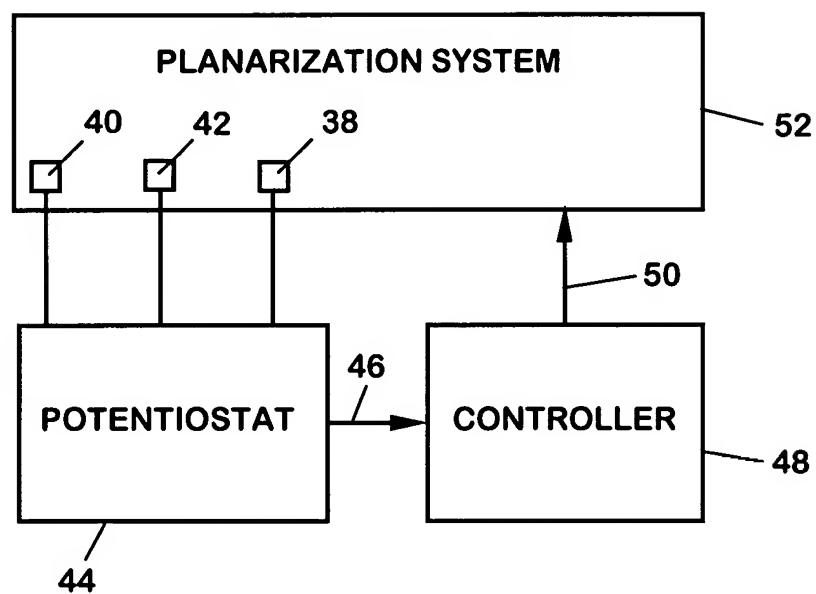 PLANARIZATION SYSTEM
40
42
38
52
50
46
POTENTIOSTAT
CONTROLLER
48
44